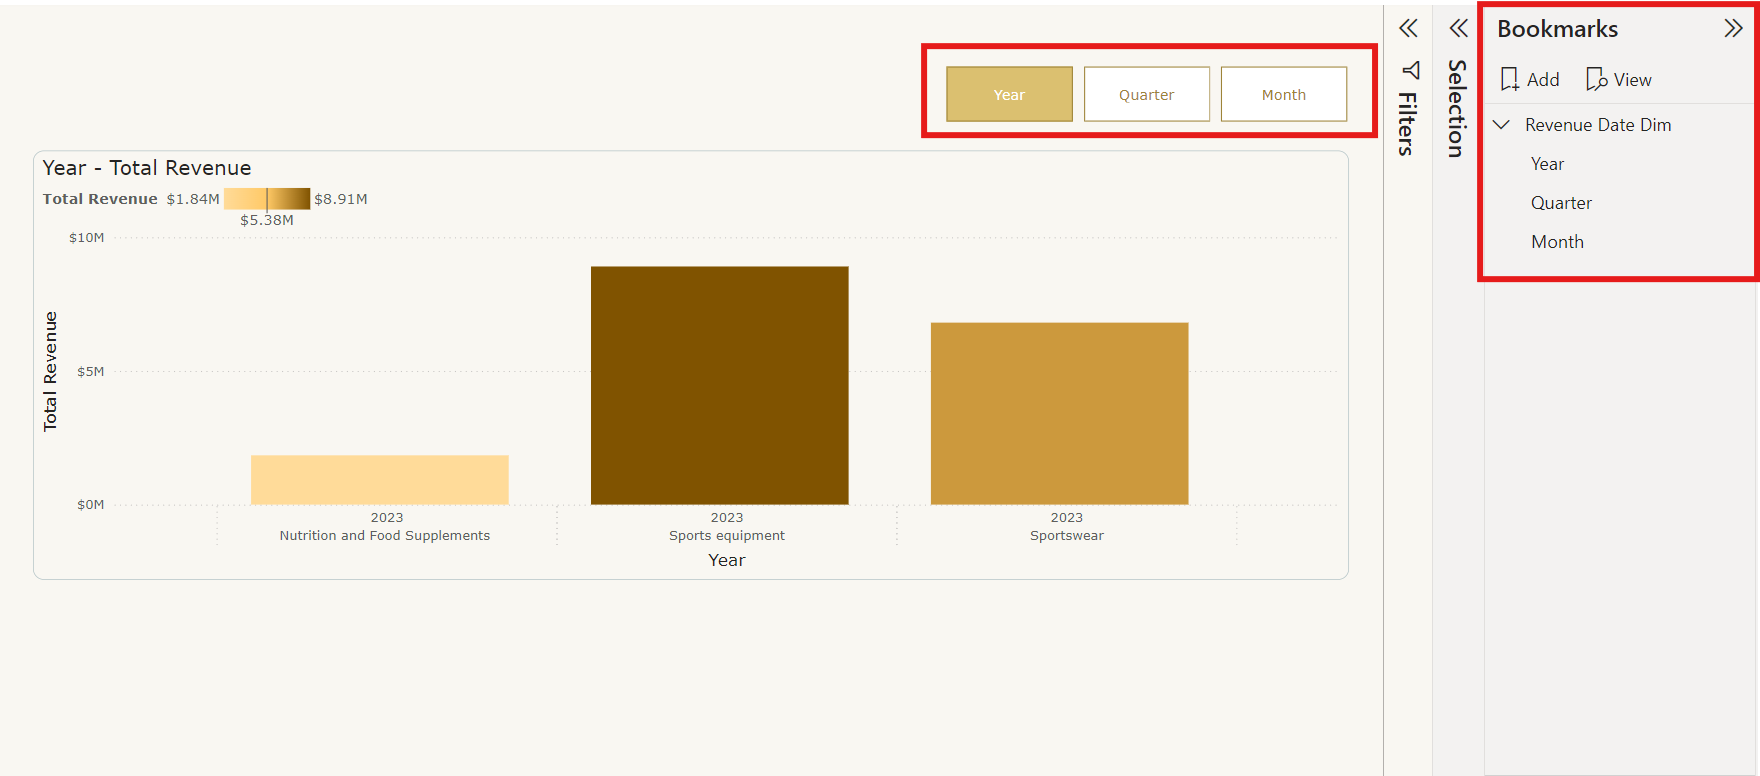 Year
Quarter
Month
Year - Total Revenue
Total Revenue $1.84M $8.91M
$5.38M
$10M
$5M
$0M
Total Revenue
2023
Nutrition and Food Supplements
2023
Sports equipment
2023
Sportswear
Year
Filters
Selection
Bookmarks
Add View
Revenue Date Dim
Year
Quarter
Month